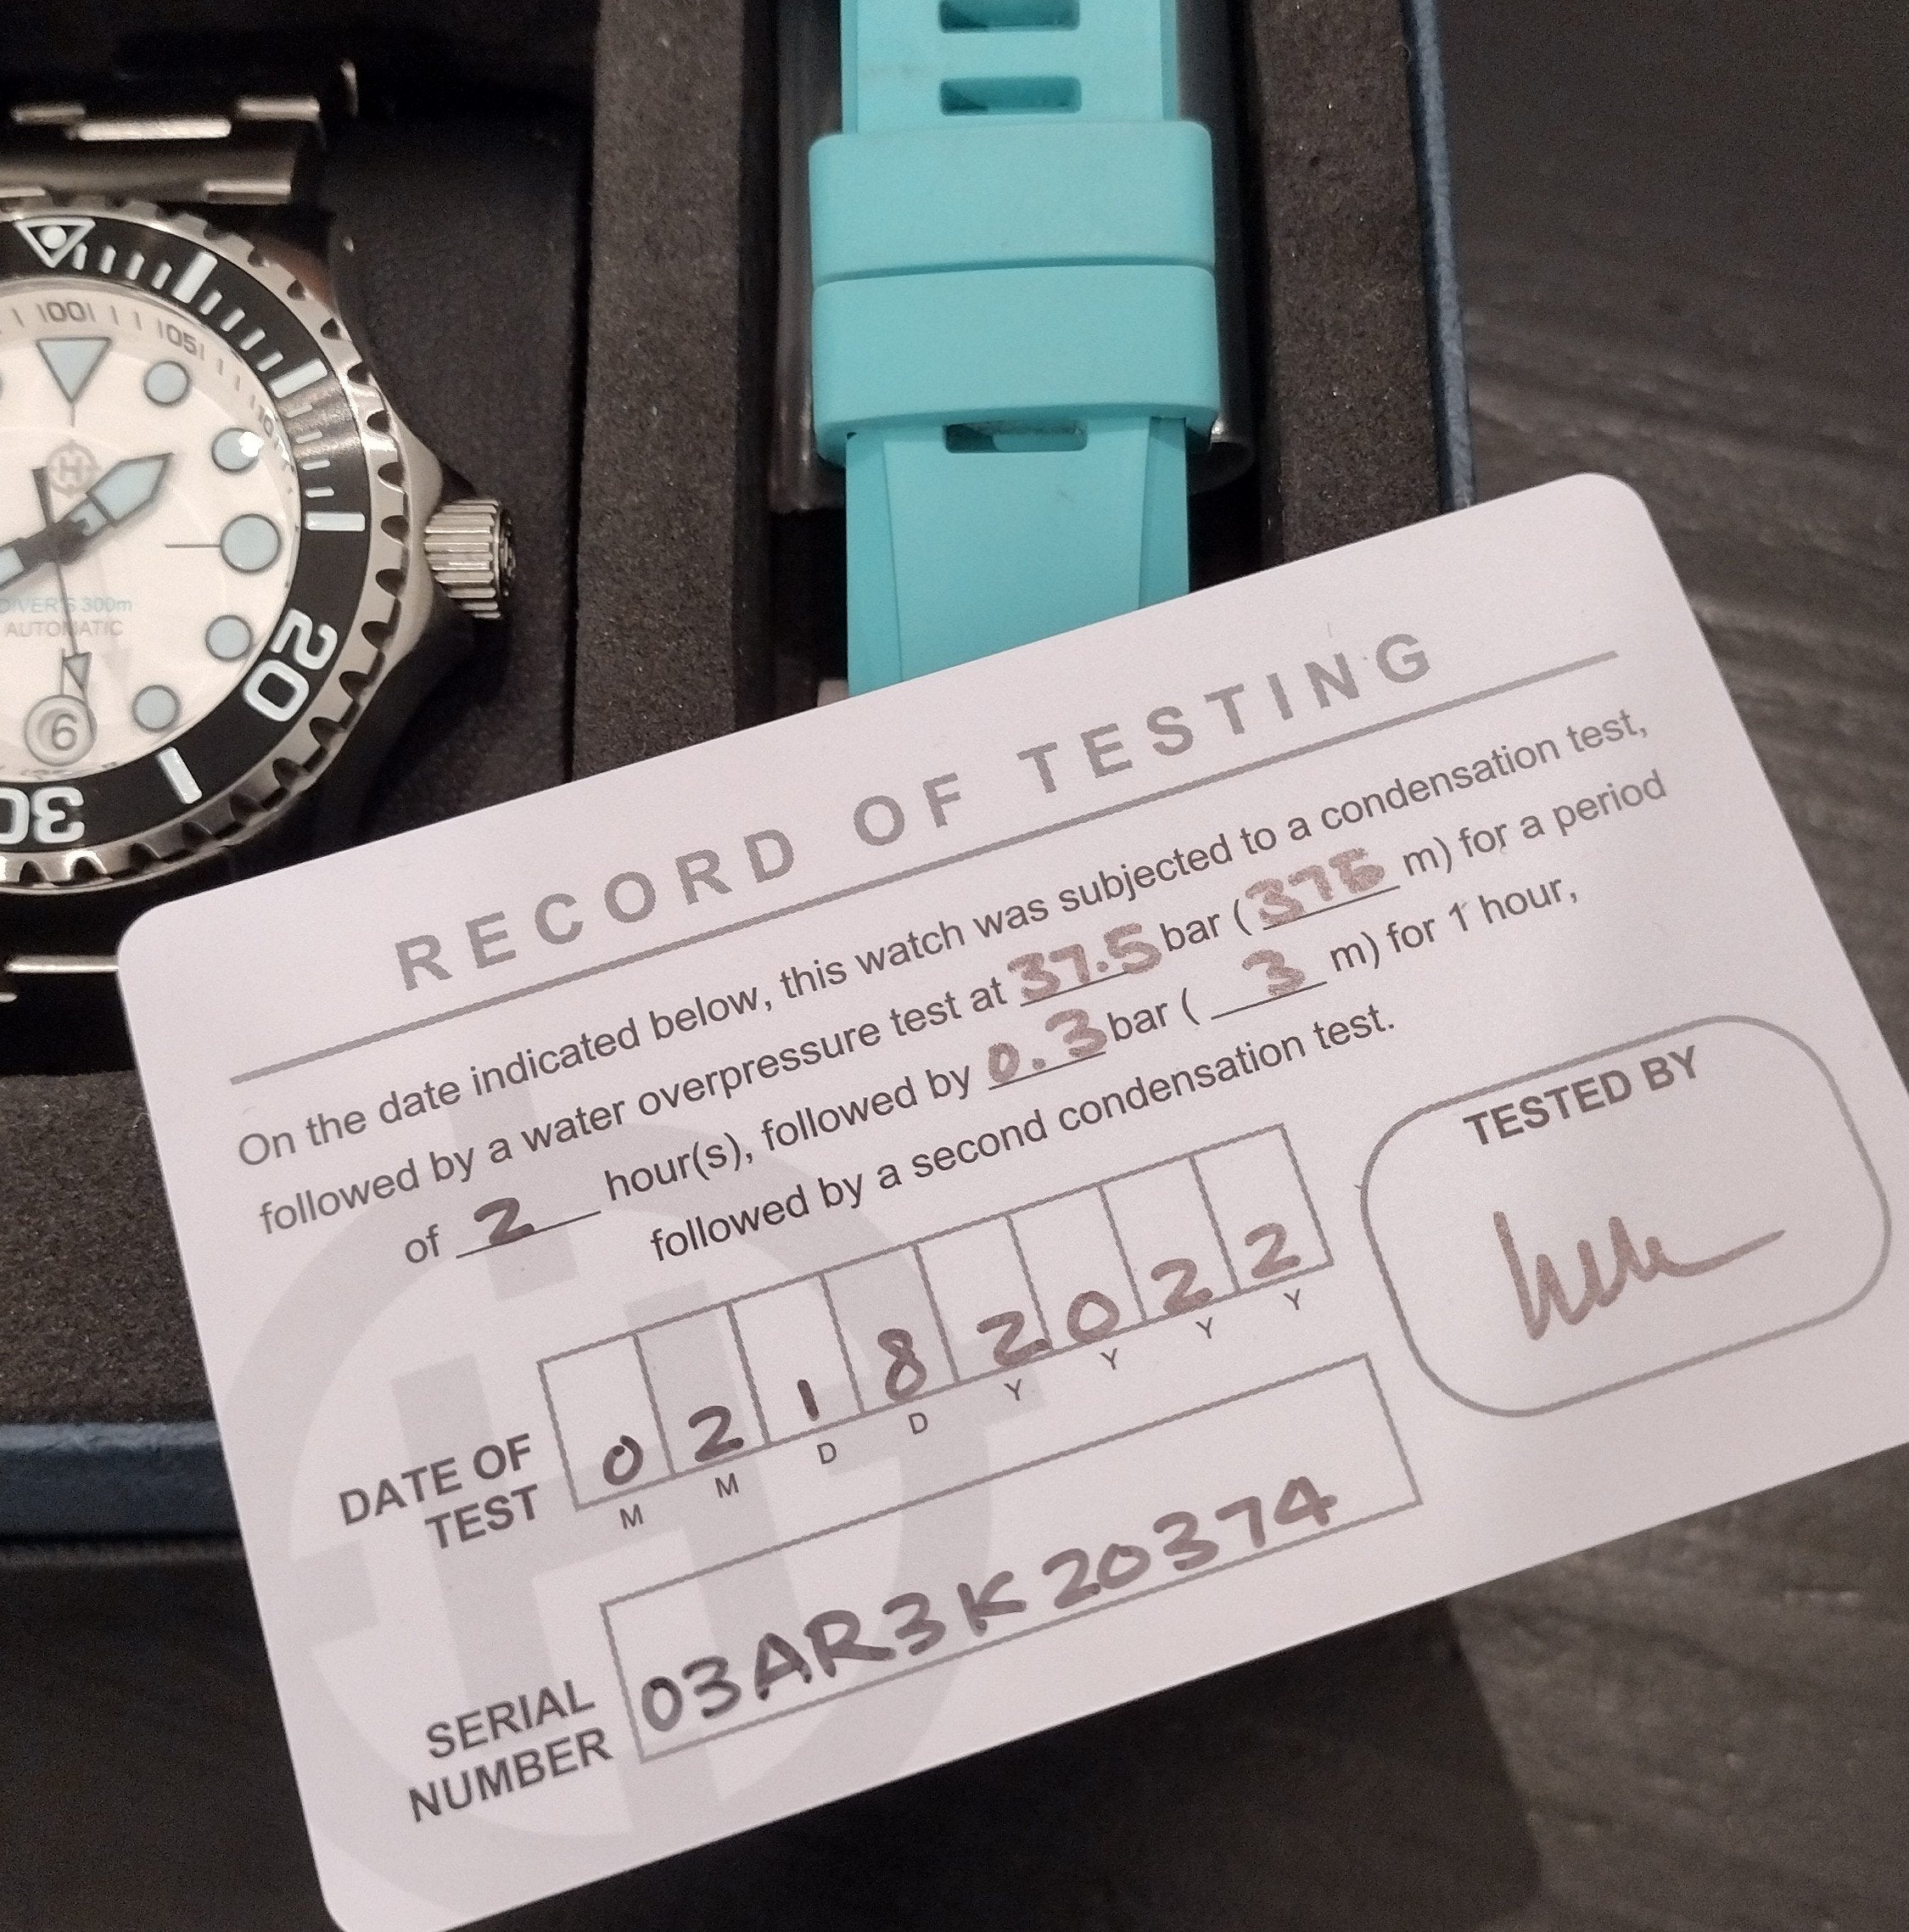 100
105
110
DIVER'S 300m
AUTOMATIC
6
20
30
RECORD OF TESTING
On the date indicated below, this watch was subjected to a condensation test,
followed by a water overpressure test at 37.5 bar ( 375 m) for a period
of 2 hour(s), followed by 0.3 bar ( 3 m) for 1 hour,
followed by a second condensation test.
TESTED BY
DATE OF
TEST
0 2 1 8 2 0 2 2
M M D D Y Y Y Y
SERIAL
NUMBER
03AR3K20374